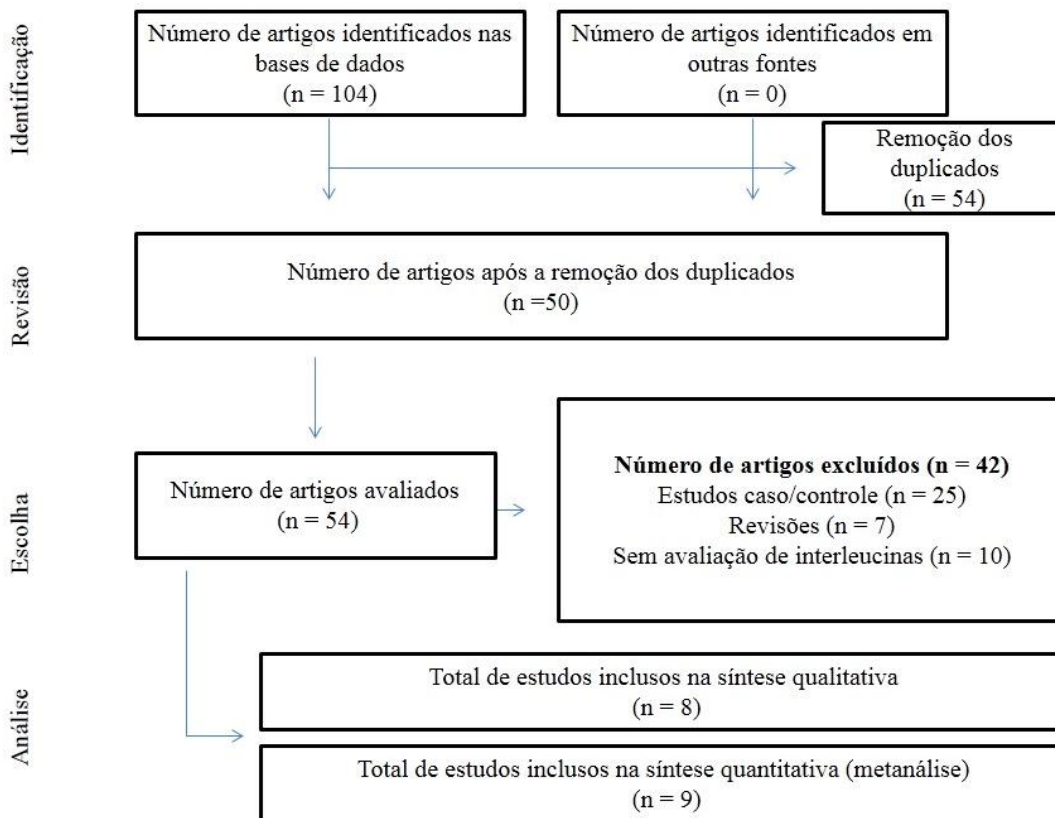 Identificação
Número de artigos identificados nas
bases de dados
(n = 104)
Número de artigos identificados em
outras fontes
(n = 0)
Remoção dos
duplicados
(n = 54)
Revisão
Número de artigos após a remoção dos duplicados
(n =50)
Escolha
Número de artigos avaliados
(n = 54)
Número de artigos excluídos (n = 42)
Estudos caso/controle (n = 25)
Revisões (n = 7)
Sem avaliação de interleucinas (n = 10)
Análise
Total de estudos inclusos na síntese qualitativa
(n = 8)
Total de estudos inclusos na síntese quantitativa (metanálise)
(n = 9)